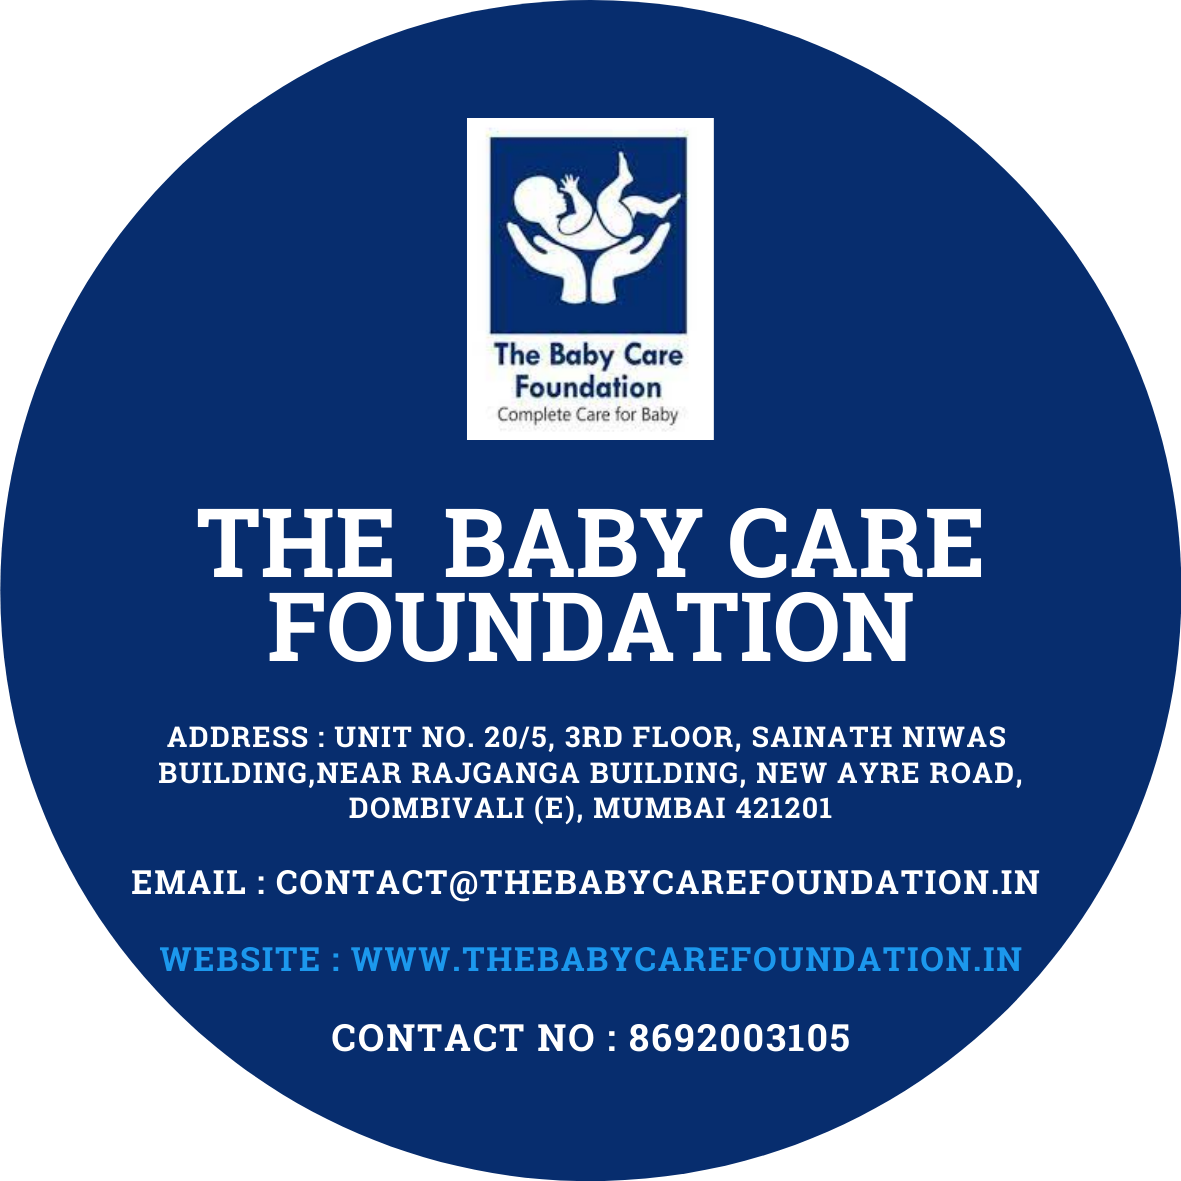 The Baby Care
Foundation
Complete Care for Baby
THE BABY CARE
FOUNDATION
ADDRESS : UNIT NO. 20/5, 3RD FLOOR, SAINATH NIWAS
BUILDING,NEAR RAJGANGA BUILDING, NEW AYRE ROAD,
DOMBIVALI (E), MUMBAI 421201
EMAIL : CONTACT@THEBABYCAREFOUNDATION.IN
WEBSITE : WWW.THEBABYCAREFOUNDATION.IN
CONTACT NO : 8692003105